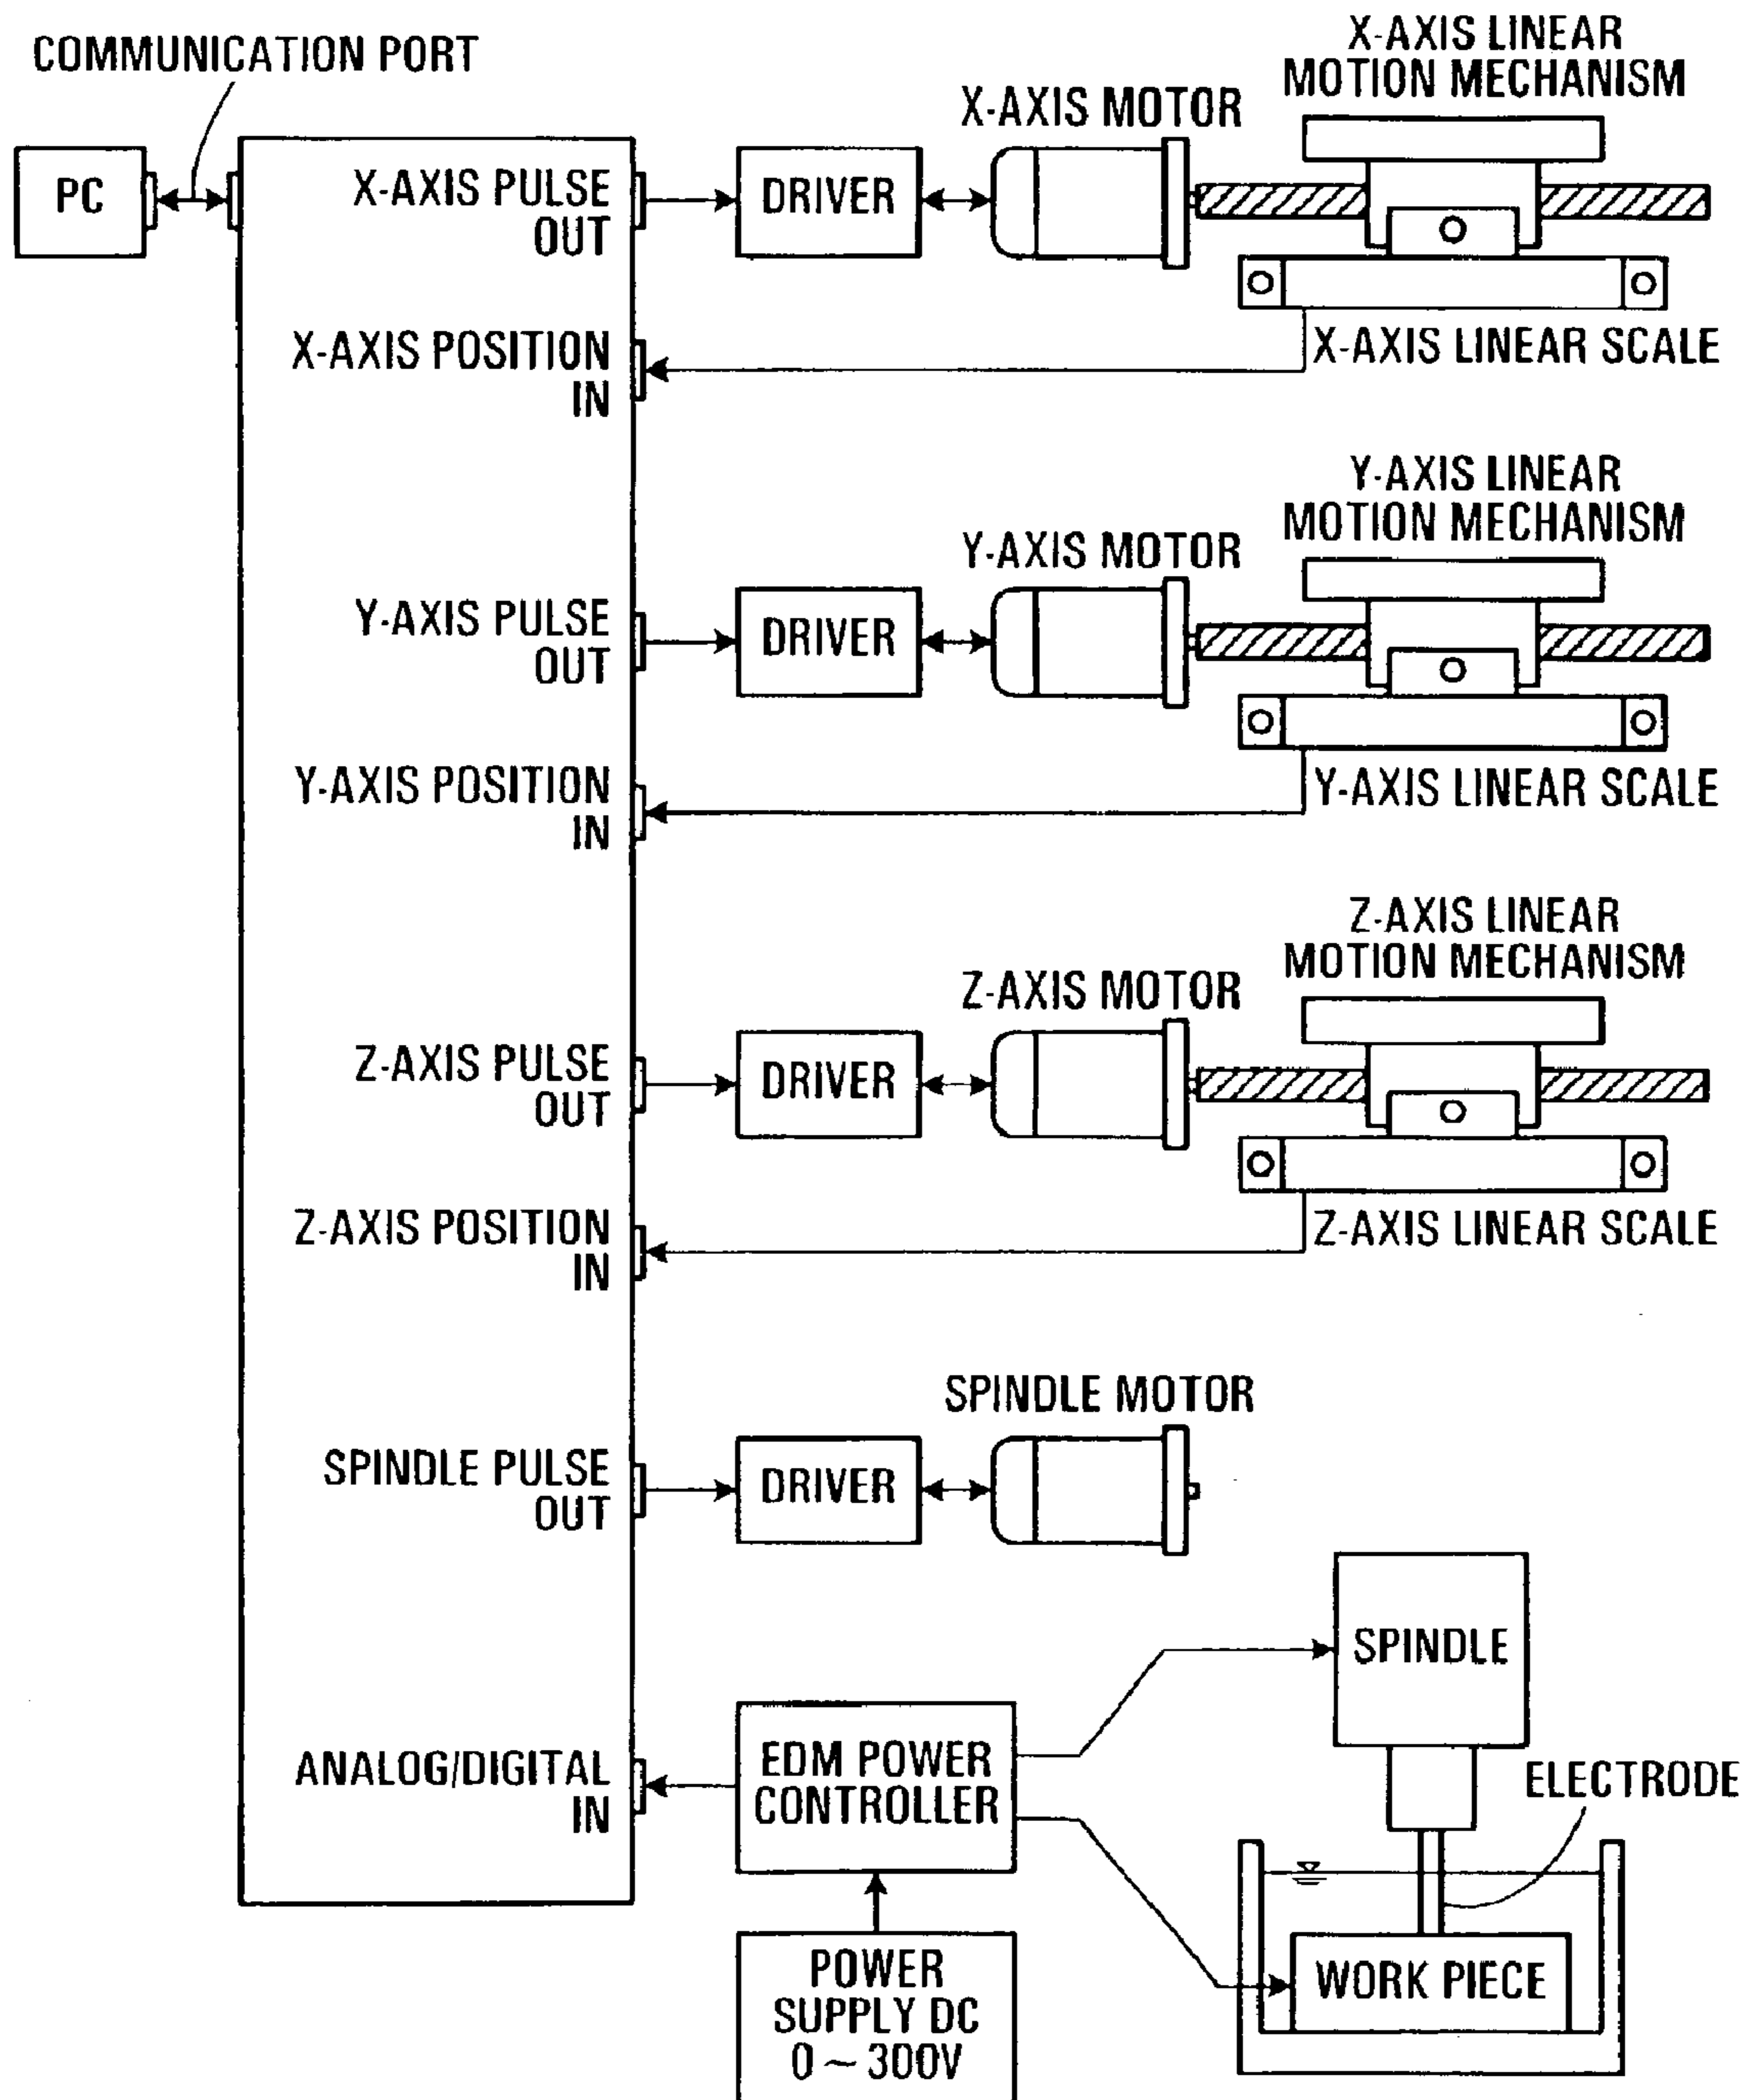 COMMUNICATION PORT
PC
X-AXIS PULSE
OUT
DRIVER
X-AXIS MOTOR
X-AXIS LINEAR
MOTION MECHANISM
X-AXIS POSITION
IN
X-AXIS LINEAR SCALE
Y-AXIS LINEAR
MOTION MECHANISM
Y-AXIS MOTOR
Y-AXIS PULSE
OUT
DRIVER
Y-AXIS POSITION
IN
Y-AXIS LINEAR SCALE
Z-AXIS LINEAR
MOTION MECHANISM
Z-AXIS MOTOR
Z-AXIS PULSE
OUT
DRIVER
Z-AXIS POSITION
IN
Z-AXIS LINEAR SCALE
SPINDLE MOTOR
SPINDLE PULSE
OUT
DRIVER
SPINDLE
ANALOG/DIGITAL
IN
EDM POWER
CONTROLLER
ELECTRODE
POWER
SUPPLY DC
0 ~ 300V
WORK PIECE